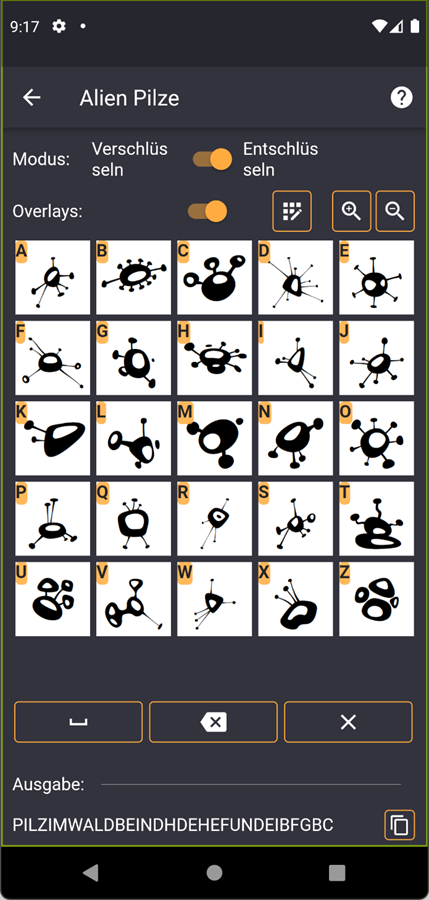 9:17
Alien Pilze
Modus: Verschlüs
seln Entschlüs
seln
Overlays:
A B C D E
F G H I J
K L M N O
P Q R S T
U V W X Z
Ausgabe:
PILZIMWALDBEINDHDEHEFUNDEIBFGBC